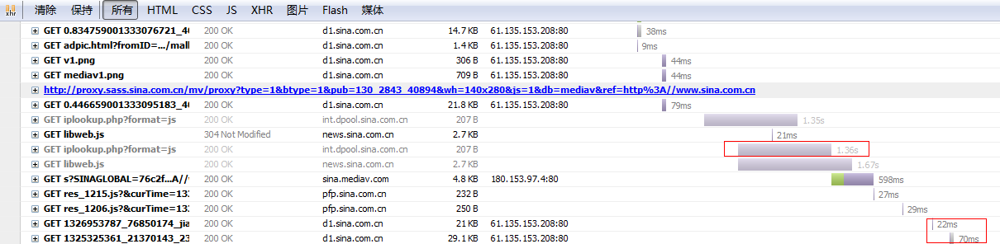 xhr 清除 保持 所有 HTML CSS JS XHR 图片 Flash 媒体
GET 0.834759001333076721_4 200 OK d1.sina.com.cn 14.7 KB 61.135.153.208:80 38ms
GET adpic.html?fromID=.../mall 200 OK d1.sina.com.cn 1.4 KB 61.135.153.208:80 9ms
GET v1.png 200 OK d1.sina.com.cn 306 B 61.135.153.208:80 44ms
GET mediav1.png 200 OK d1.sina.com.cn 709 B 61.135.153.208:80 44ms
http://proxy.sass.sina.com.cn/mv/proxy?type=1&btype=1&pub=130_2843_40894&wh=140x280&js=1&db=mediav&ref=http%3A//www.sina.com.cn
GET 0.446659001333095183_4 200 OK d1.sina.com.cn 21.8 KB 61.135.153.208:80 79ms
GET iplookup.php?format=js 200 OK int.dpool.sina.com.cn 207 B 1.35s
GET libweb.js 304 Not Modified news.sina.com.cn 2.7 KB 21ms
GET iplookup.php?format=js 200 OK int.dpool.sina.com.cn 207 B 1.36s
GET libweb.js 200 OK news.sina.com.cn 2.7 KB 1.67s
GET s?SINAGLOBAL=76c2f...A// 200 OK sina.mediav.com 4.8 KB 180.153.97.4:80 598ms
GET res_1215.js?&curTime=13 200 OK pfp.sina.com.cn 232 B 27ms
GET res_1206.js?&curTime=13 200 OK pfp.sina.com.cn 250 B 29ms
GET 1326953787_76850174_jia 200 OK d1.sina.com.cn 21 KB 61.135.153.208:80 22ms
GET 1325325361_21370143_23 200 OK d1.sina.com.cn 29.1 KB 61.135.153.208:80 70ms